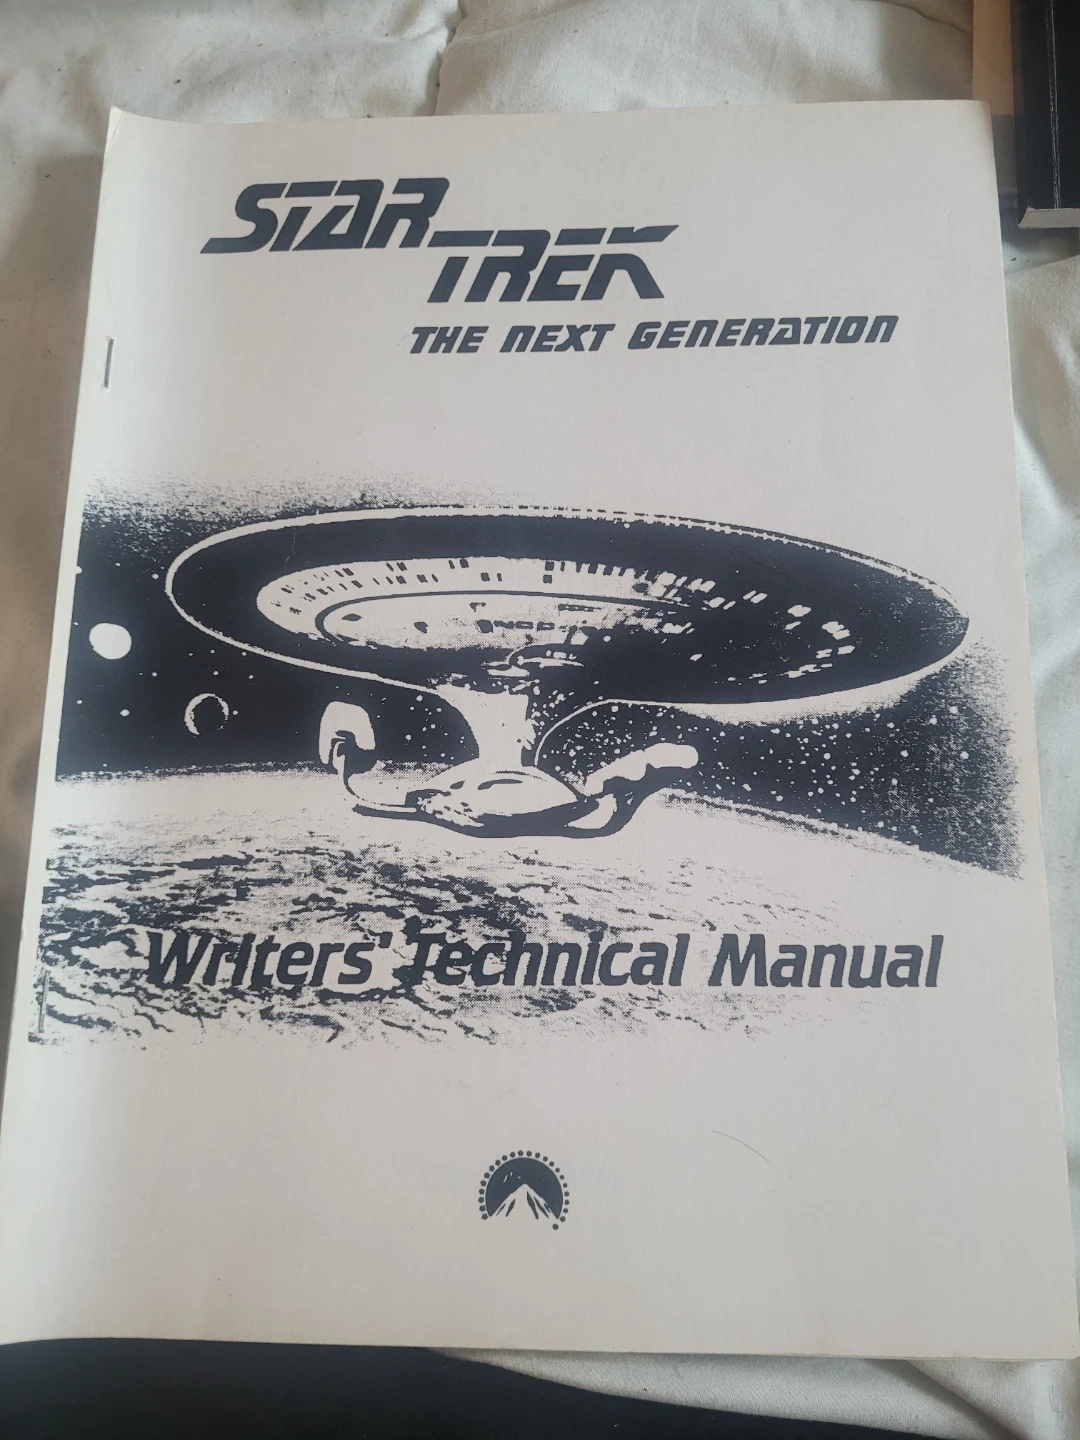 STAR
TREK
THE NEXT GENERATION
Writers' Technical Manual